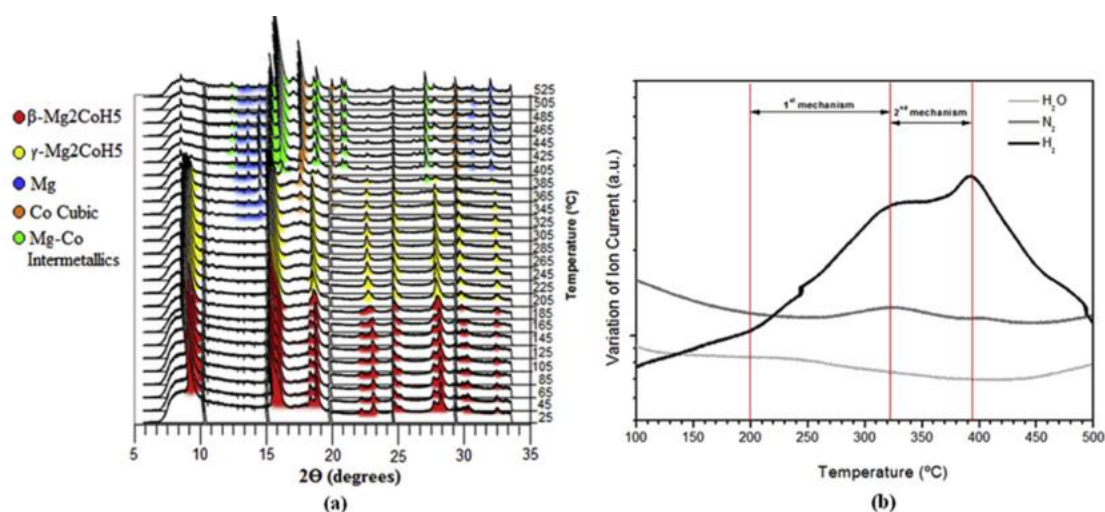 β-Mg2CoH5
γ-Mg2CoH5
Mg
Co Cubic
Mg-Co
Intermetallics
525
505
485
465
445
425
405
385
365
345
325
305
285
265
245
225
205
185
165
145
125
105
85
65
45
25
Temperature (ºC)
5 10 15 20 25 30 35
2Θ (degrees)
(a)
Variation of Ion Current (a.u.)
1st mechanism
2nd mechanism
H2O
N2
H2
100 150 200 250 300 350 400 450 500
Temperature (ºC)
(b)